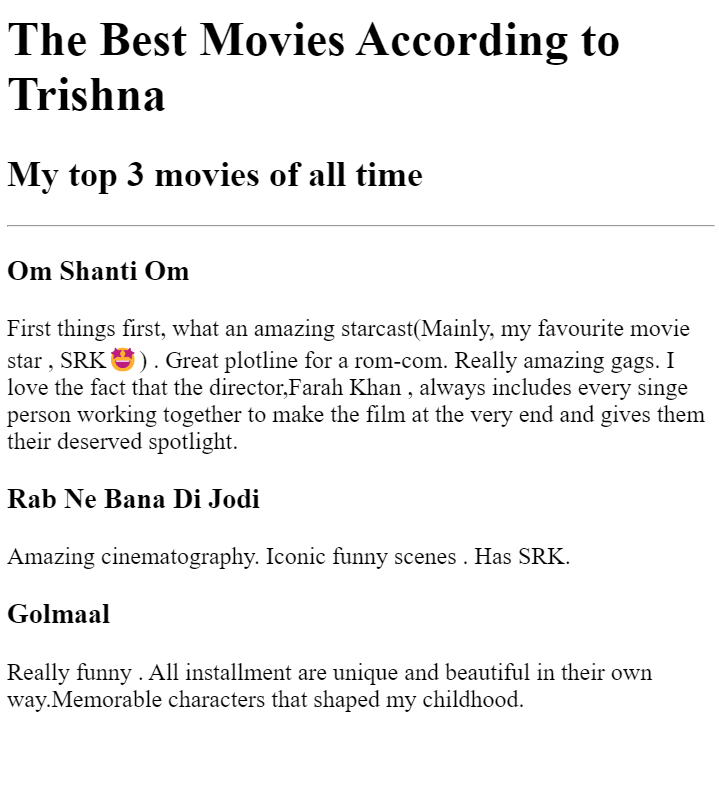 The Best Movies According to
Trishna
My top 3 movies of all time
Om Shanti Om
First things first, what an amazing starcast(Mainly, my favourite movie
star , SRK🤩) . Great plotline for a rom-com. Really amazing gags. I
love the fact that the director,Farah Khan , always includes every singe
person working together to make the film at the very end and gives them
their deserved spotlight.
Rab Ne Bana Di Jodi
Amazing cinematography. Iconic funny scenes . Has SRK.
Golmaal
Really funny . All installment are unique and beautiful in their own
way.Memorable characters that shaped my childhood.